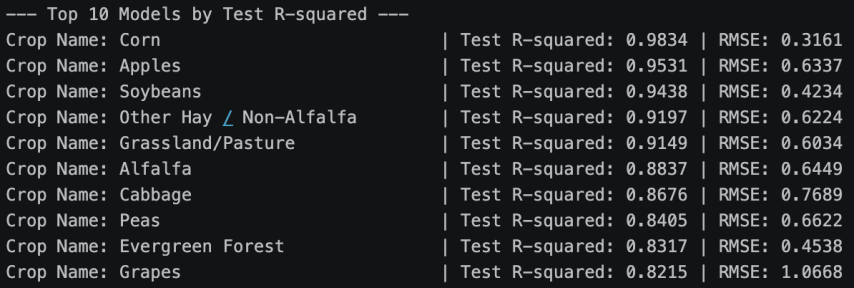 --- Top 10 Models by Test R-squared ---
Crop Name: Corn                      | Test R-squared: 0.9834 | RMSE: 0.3161
Crop Name: Apples                    | Test R-squared: 0.9531 | RMSE: 0.6337
Crop Name: Soybeans                  | Test R-squared: 0.9438 | RMSE: 0.4234
Crop Name: Other Hay / Non-Alfalfa   | Test R-squared: 0.9197 | RMSE: 0.6224
Crop Name: Grassland/Pasture         | Test R-squared: 0.9149 | RMSE: 0.6034
Crop Name: Alfalfa                   | Test R-squared: 0.8837 | RMSE: 0.6449
Crop Name: Cabbage                   | Test R-squared: 0.8676 | RMSE: 0.7689
Crop Name: Peas                      | Test R-squared: 0.8405 | RMSE: 0.6622
Crop Name: Evergreen Forest          | Test R-squared: 0.8317 | RMSE: 0.4538
Crop Name: Grapes                    | Test R-squared: 0.8215 | RMSE: 1.0668